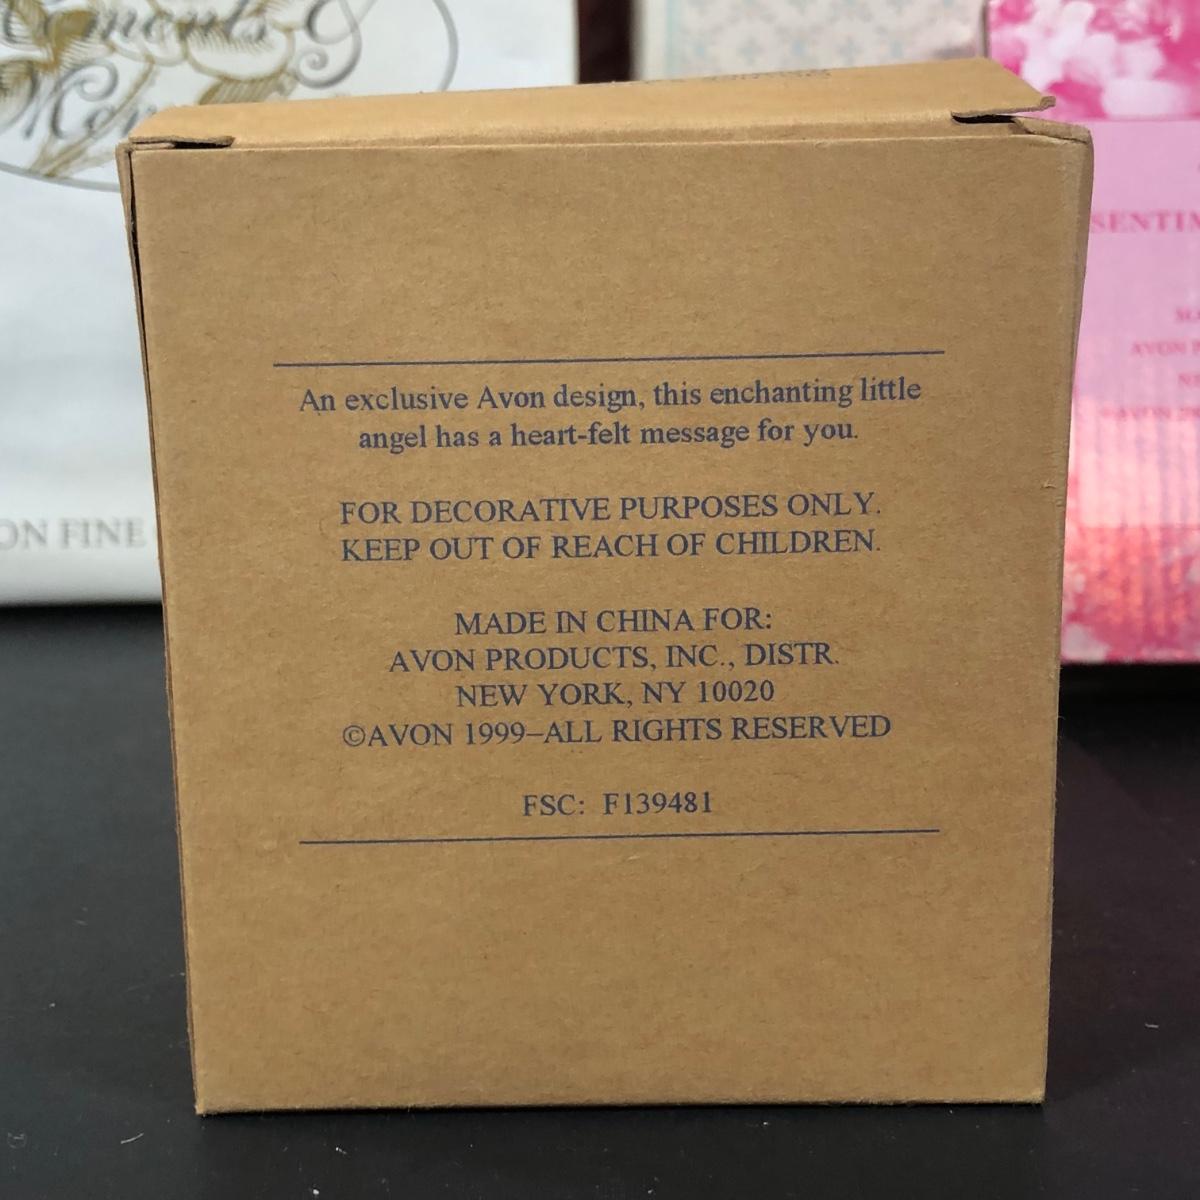 An exclusive Avon design, this enchanting little
angel has a heart-felt message for you.
FOR DECORATIVE PURPOSES ONLY.
KEEP OUT OF REACH OF CHILDREN.
MADE IN CHINA FOR:
AVON PRODUCTS, INC., DISTR.
NEW YORK, NY 10020
©AVON 1999–ALL RIGHTS RESERVED
FSC: F139481
ON FINE